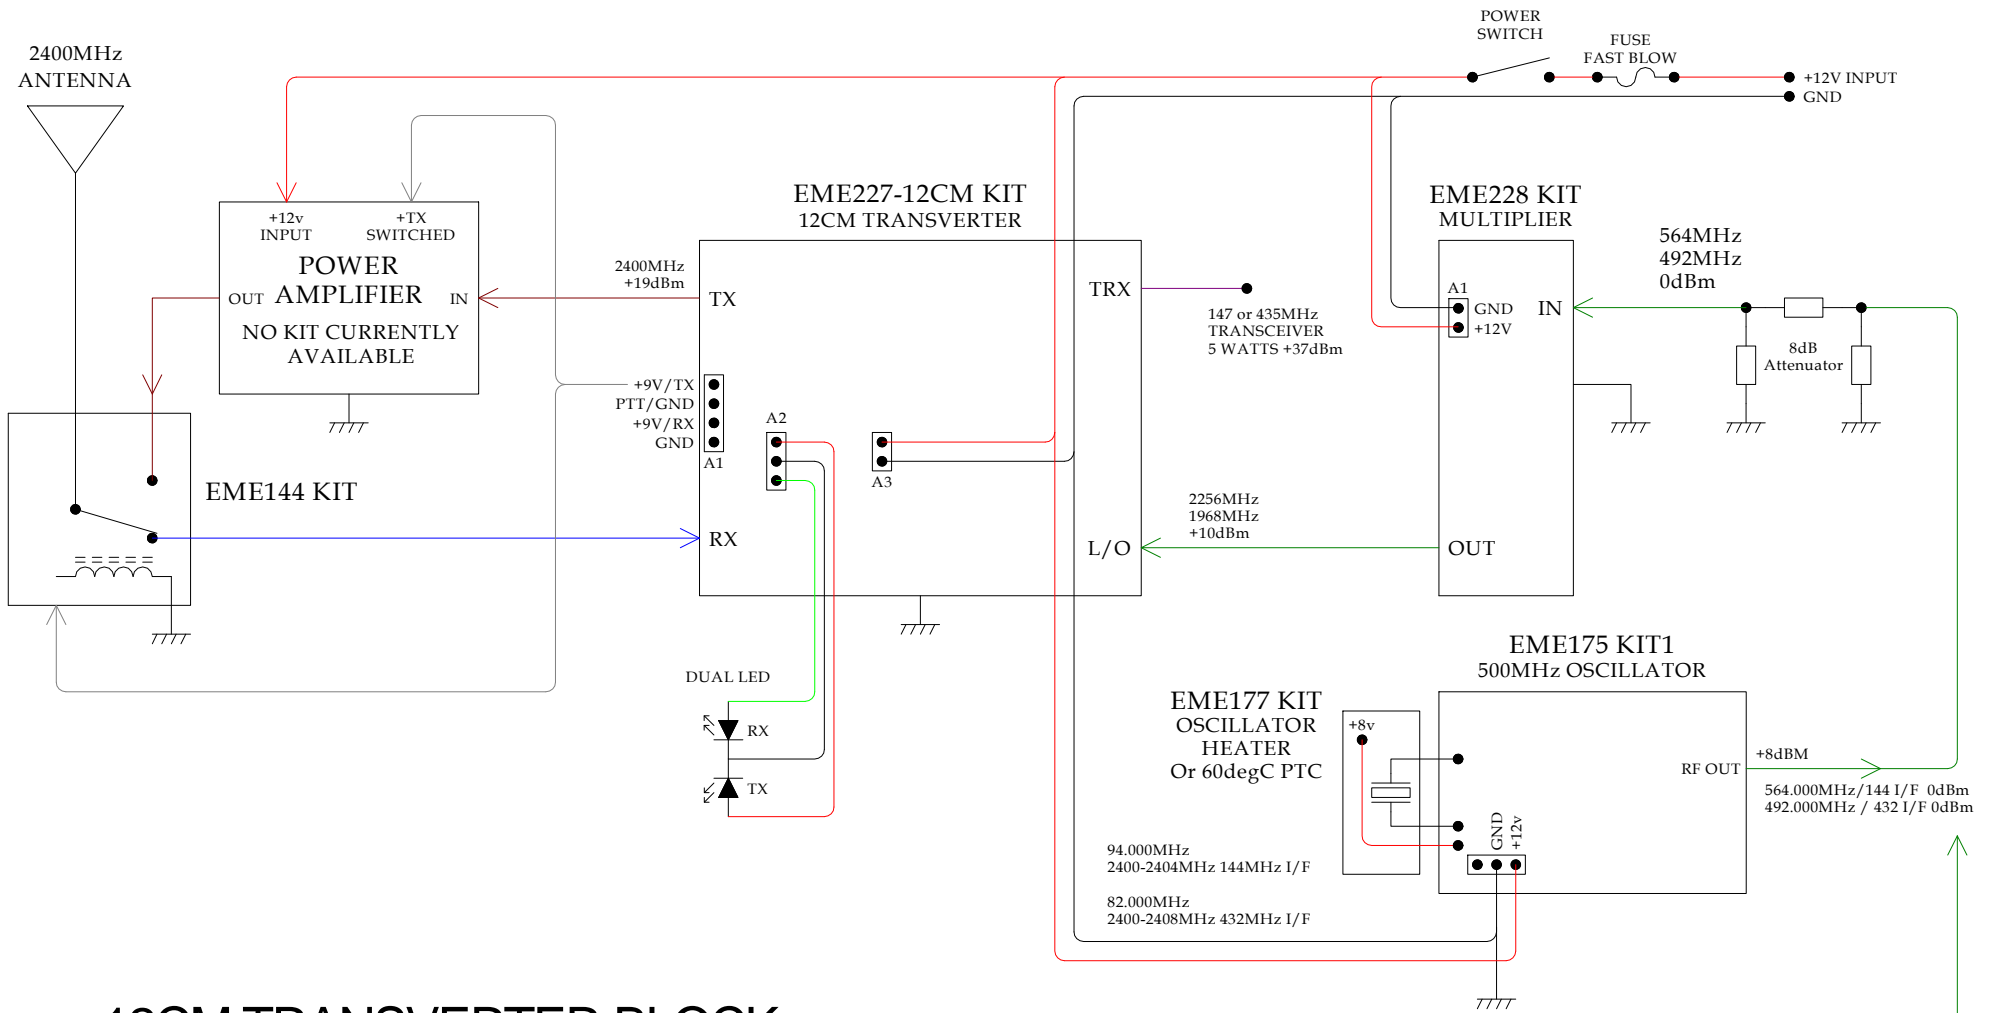 POWER
SWITCH
FUSE
FAST BLOW
+12V INPUT
GND
2400MHz
ANTENNA
+12v
INPUT
+TX
SWITCHED
POWER
AMPLIFIER
OUT
IN
NO KIT CURRENTLY
AVAILABLE
2400MHz
+19dBm
EME227-12CM KIT
12CM TRANSVERTER
TX
TRX
147 or 435MHz
TRANSCEIVER
5 WATTS +37dBm
EME228 KIT
MULTIPLIER
A1
GND
+12V
IN
564MHz
492MHz
0dBm
8dB
Attenuator
+9V/TX
PTT/GND
+9V/RX
GND
A1
A2
A3
EME144 KIT
RX
L/O
2256MHz
1968MHz
+10dBm
OUT
DUAL LED
RX
TX
EME175 KIT1
500MHz OSCILLATOR
EME177 KIT
OSCILLATOR
HEATER
Or 60degC PTC
+8v
GND
+12v
RF OUT
+8dBM
564.000MHz/144 I/F 0dBm
492.000MHz / 432 I/F 0dBm
94.000MHz
2400-2404MHz 144MHz I/F
82.000MHz
2400-2408MHz 432MHz I/F
12CM TRANSVERTER BLOCK